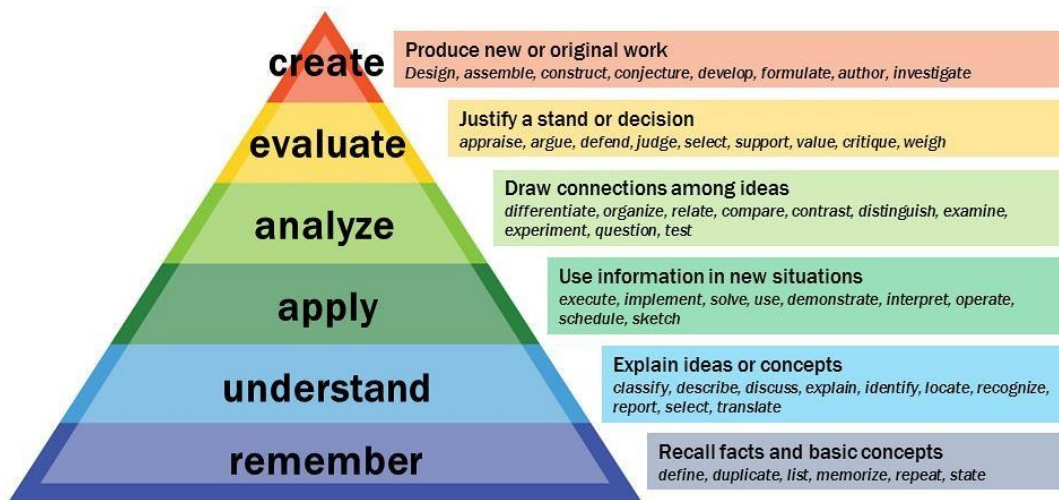 create
Produce new or original work
Design, assemble, construct, conjecture, develop, formulate, author, investigate
evaluate
Justify a stand or decision
appraise, argue, defend, judge, select, support, value, critique, weigh
analyze
Draw connections among ideas
differentiate, organize, relate, compare, contrast, distinguish, examine,
experiment, question, test
apply
Use information in new situations
execute, implement, solve, use, demonstrate, interpret, operate,
schedule, sketch
understand
Explain ideas or concepts
classify, describe, discuss, explain, identify, locate, recognize,
report, select, translate
remember
Recall facts and basic concepts
define, duplicate, list, memorize, repeat, state